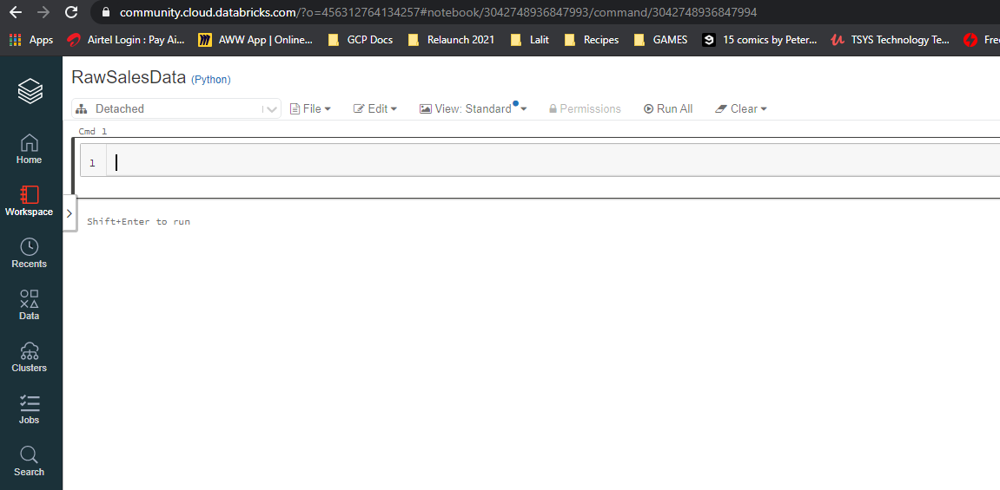 community.cloud.databricks.com/?o=456312764134257#notebook/3042748936847993/command/3042748936847994
Apps Airtel Login : Pay Ai... AWW App | Online... GCP Docs Relaunch 2021 Lalit Recipes GAMES 15 comics by Peter... TSYS Technology Te... Free
RawSalesData (Python)
Detached File Edit View: Standard Permissions Run All Clear
Cmd 1
1
Shift+Enter to run
Home
Workspace
Recents
Data
Clusters
Jobs
Search